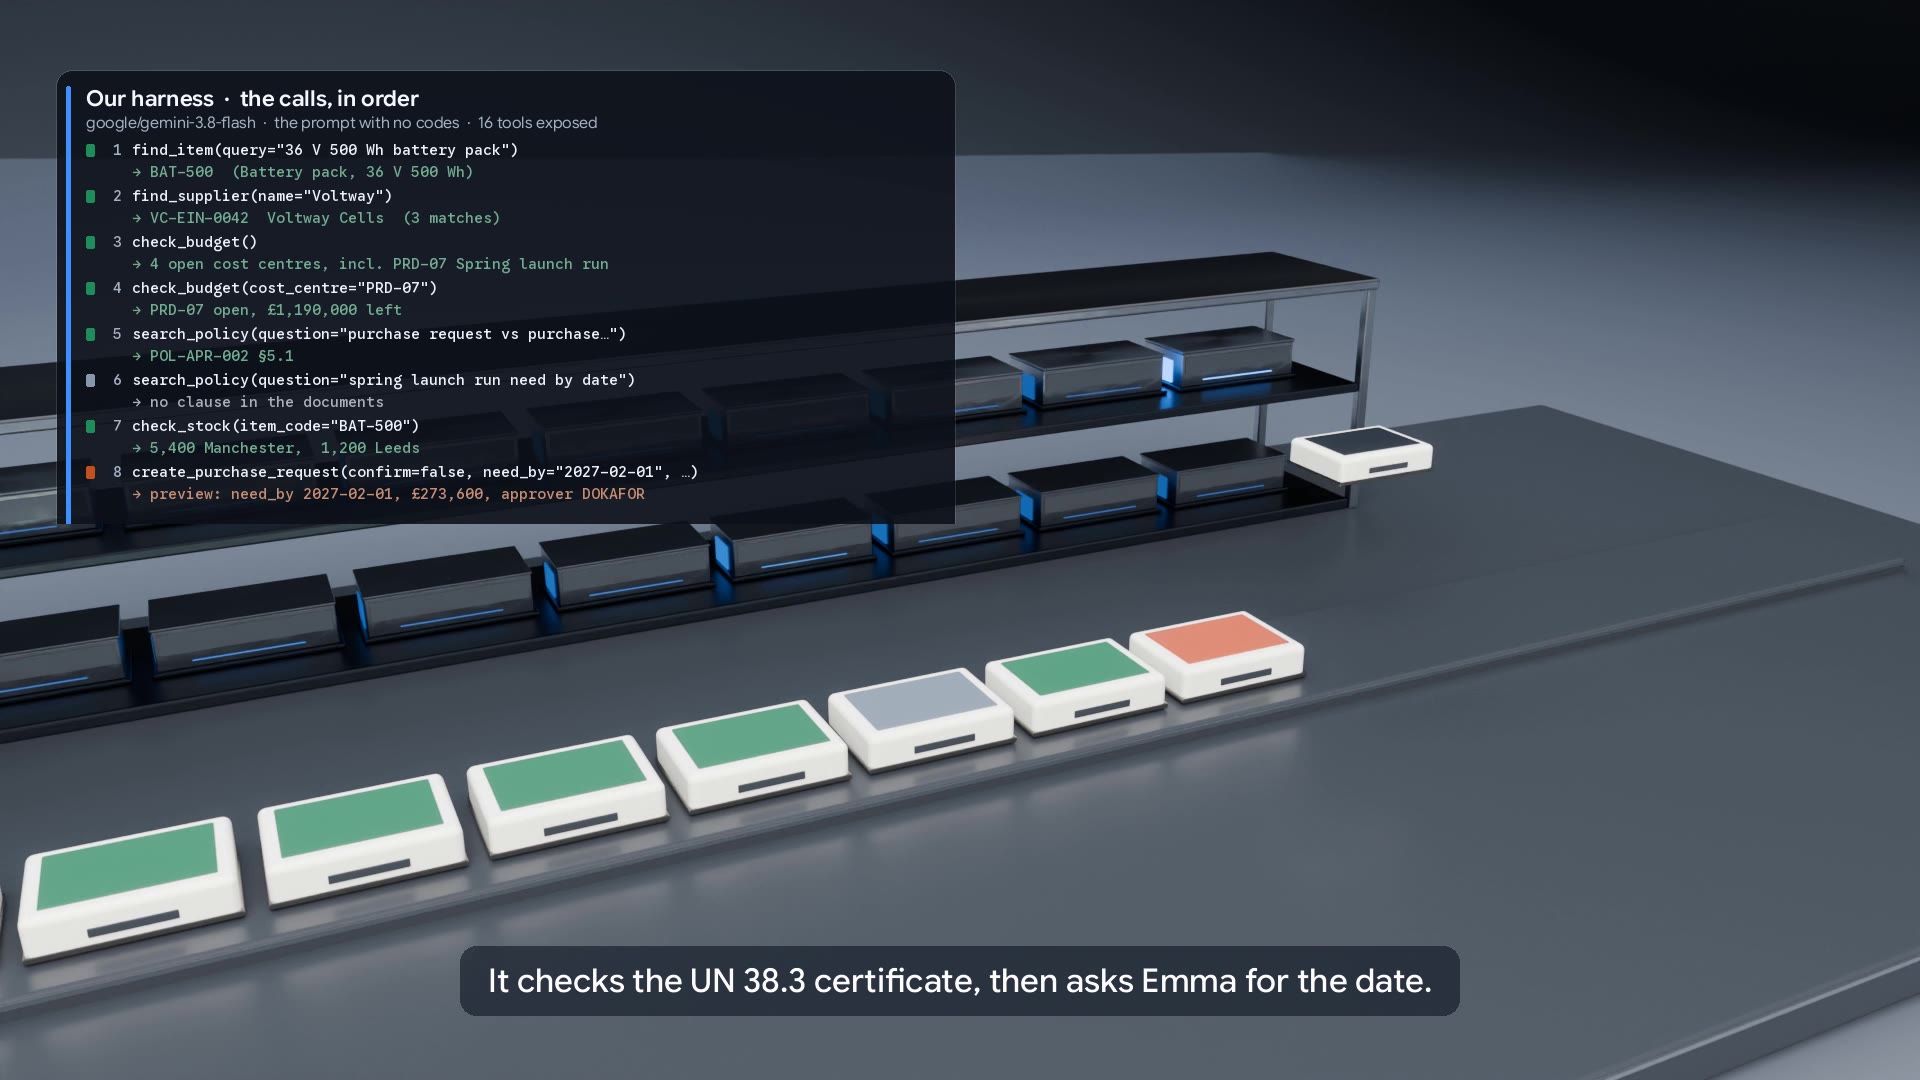 Our harness · the calls, in order
google/gemini-3.8-flash · the prompt with no codes · 16 tools exposed
1 find_item(query="36 V 500 Wh battery pack")
→ BAT-500 (Battery pack, 36 V 500 Wh)
2 find_supplier(name="Voltway")
→ VC-EIN-0042 Voltway Cells (3 matches)
3 check_budget()
→ 4 open cost centres, incl. PRD-07 Spring launch run
4 check_budget(cost_centre="PRD-07")
→ PRD-07 open, £1,190,000 left
5 search_policy(question="purchase request vs purchase…")
→ POL-APR-002 §5.1
6 search_policy(question="spring launch run need by date")
→ no clause in the documents
7 check_stock(item_code="BAT-500")
→ 5,400 Manchester, 1,200 Leeds
8 create_purchase_request(confirm=false, need_by="2027-02-01", …)
→ preview: need_by 2027-02-01, £273,600, approver DOKAFOR
It checks the UN 38.3 certificate, then asks Emma for the date.